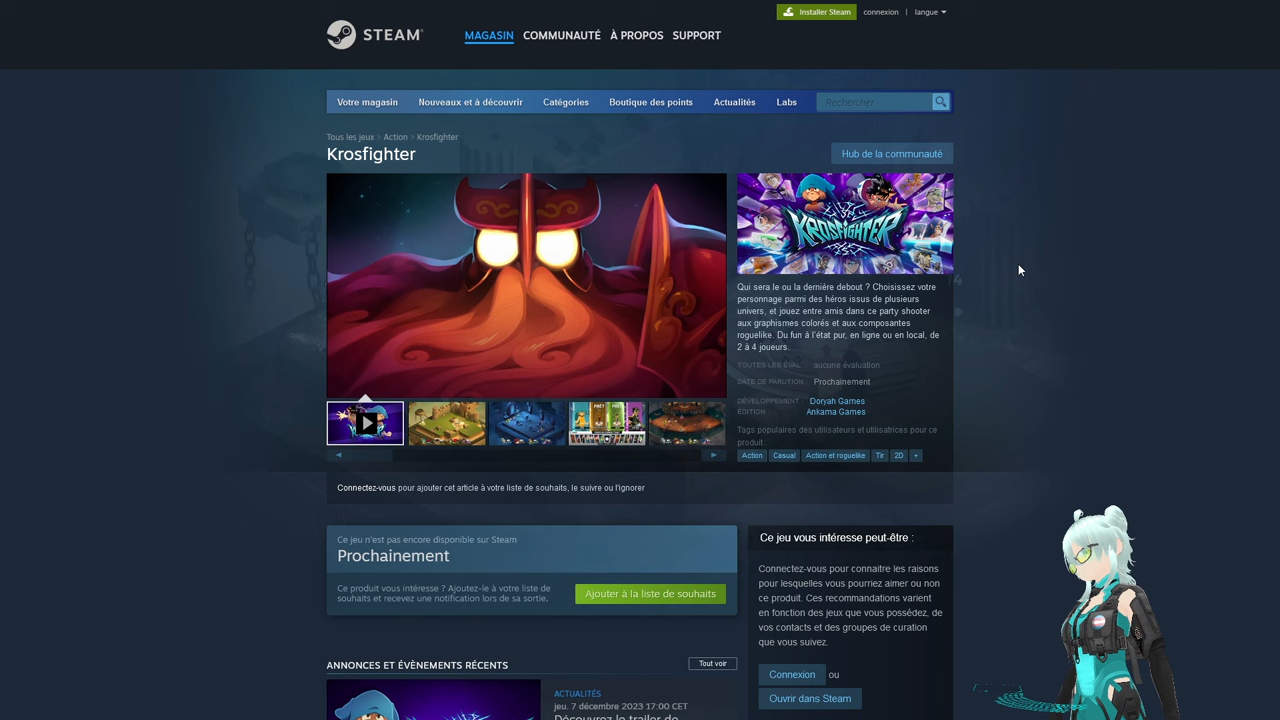 Installer Steam
connexion | langue
STEAM
MAGASIN COMMUNAUTÉ À PROPOS SUPPORT
Votre magasin Nouveaux et à découvrir Catégories Boutique des points Actualités Labs Rechercher
Tous les jeux > Action > Krosfighter
Krosfighter
Hub de la communauté
KROSFIGHTER
Qui sera le ou la dernière debout ? Choisissez votre
personnage parmi des héros issus de plusieurs
univers, et jouez entre amis dans ce party shooter
aux graphismes colorés et aux composantes
roguelike. Du fun à l'état pur, en ligne ou en local, de
2 à 4 joueurs.
TOUTES LES ÉVAL. : aucune évaluation
DATE DE PARUTION : Prochainement
DÉVELOPPEMENT : Doryah Games
ÉDITION : Ankama Games
Tags populaires des utilisateurs et utilisatrices pour ce
produit :
Action Casual Action et roguelike Tir 2D +
Connectez-vous pour ajouter cet article à votre liste de souhaits, le suivre ou l'ignorer
Ce jeu n'est pas encore disponible sur Steam
Prochainement
Ce produit vous intéresse ? Ajoutez-le à votre liste de
souhaits et recevez une notification lors de sa sortie.
Ajouter à la liste de souhaits
Ce jeu vous intéresse peut-être :
Connectez-vous pour connaitre les raisons
pour lesquelles vous pourriez aimer ou non
ce produit. Ces recommandations varient
en fonction des jeux que vous possédez, de
vos contacts et des groupes de curation
que vous suivez.
Connexion ou
Ouvrir dans Steam
ANNONCES ET ÉVÈNEMENTS RÉCENTS
Tout voir
ACTUALITÉS
jeu. 7 décembre 2023 17:00 CET
Découvrez le trailer de